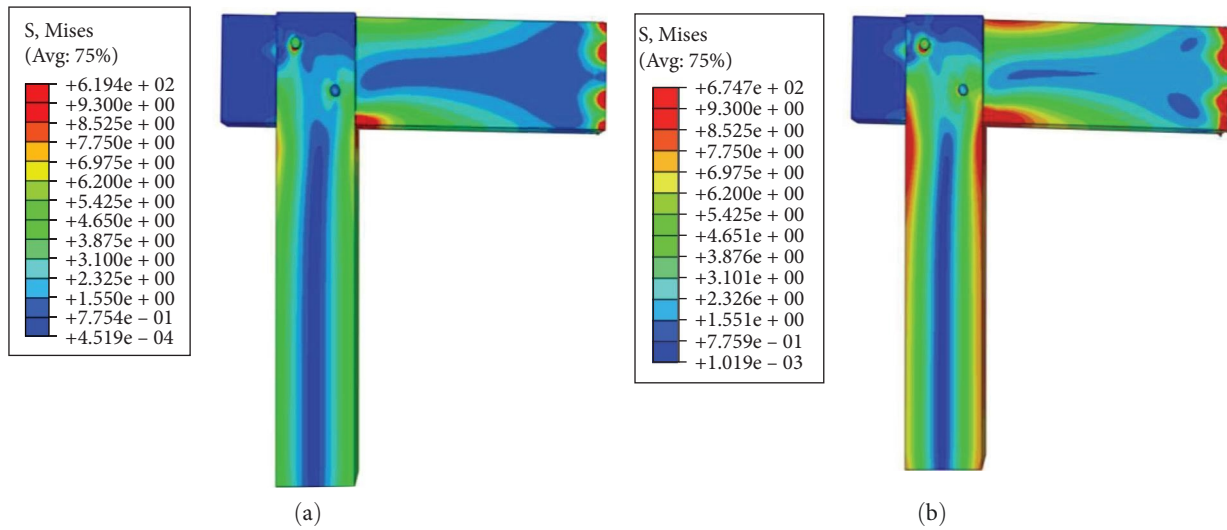 S, Mises
(Avg: 75%)
+6.194e + 02
+9.300e + 00
+8.525e + 00
+7.750e + 00
+6.975e + 00
+6.200e + 00
+5.425e + 00
+4.650e + 00
+3.875e + 00
+3.100e + 00
+2.325e + 00
+1.550e + 00
+7.754e – 01
+4.519e – 04
(a)
S, Mises
(Avg: 75%)
+6.747e + 02
+9.300e + 00
+8.525e + 00
+7.750e + 00
+6.975e + 00
+6.200e + 00
+5.425e + 00
+4.651e + 00
+3.876e + 00
+3.101e + 00
+2.326e + 00
+1.551e + 00
+7.759e – 01
+1.019e – 03
(b)